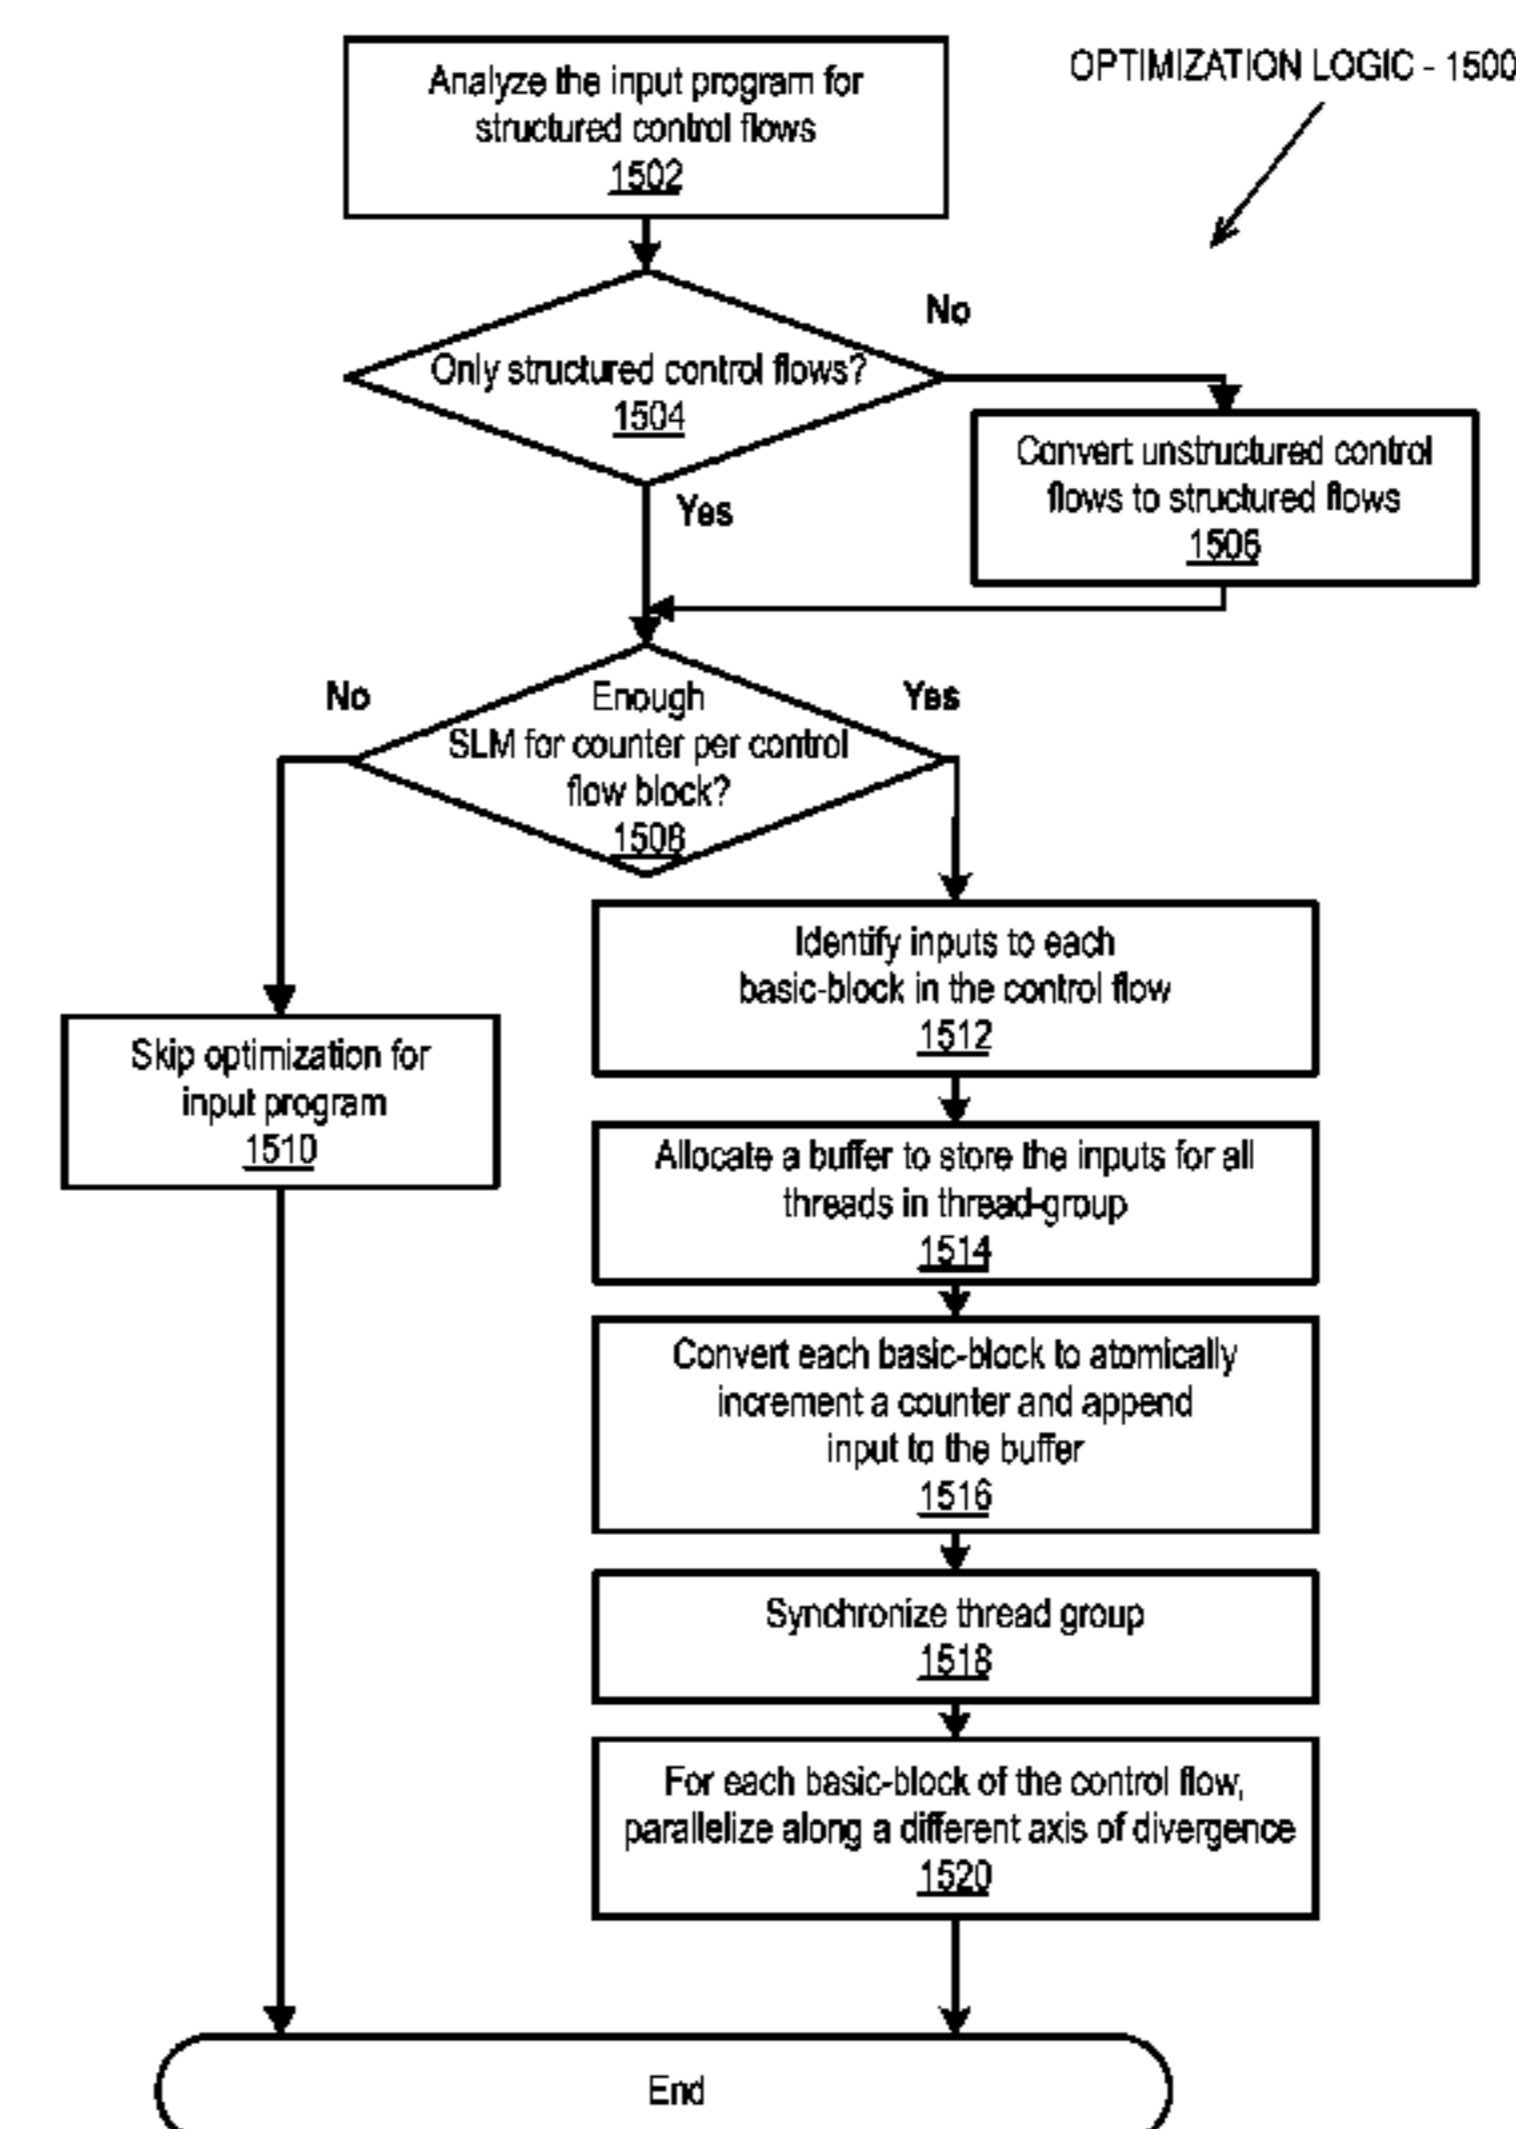 Analyze the input program for
structured control flows
1502
OPTIMIZATION LOGIC - 1500
Only structured control flows?
1504
No
Yes
Convert unstructured control
flows to structured flows
1506
No
Enough
SLM for counter per control
flow block?
1508
Yes
Skip optimization for
input program
1510
Identify inputs to each
basic-block in the control flow
1512
Allocate a buffer to store the inputs for all
threads in thread-group
1514
Convert each basic-block to atomically
increment a counter and append
input to the buffer
1516
Synchronize thread group
1518
For each basic-block of the control flow,
parallelize along a different axis of divergence
1520
End